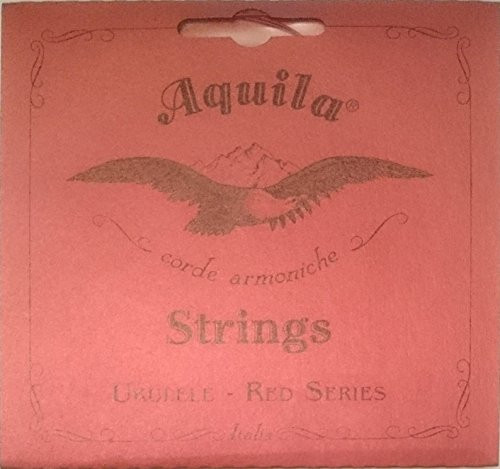 Aquila®
corde armoniche
Strings
UKULELE - RED SERIES
Italia